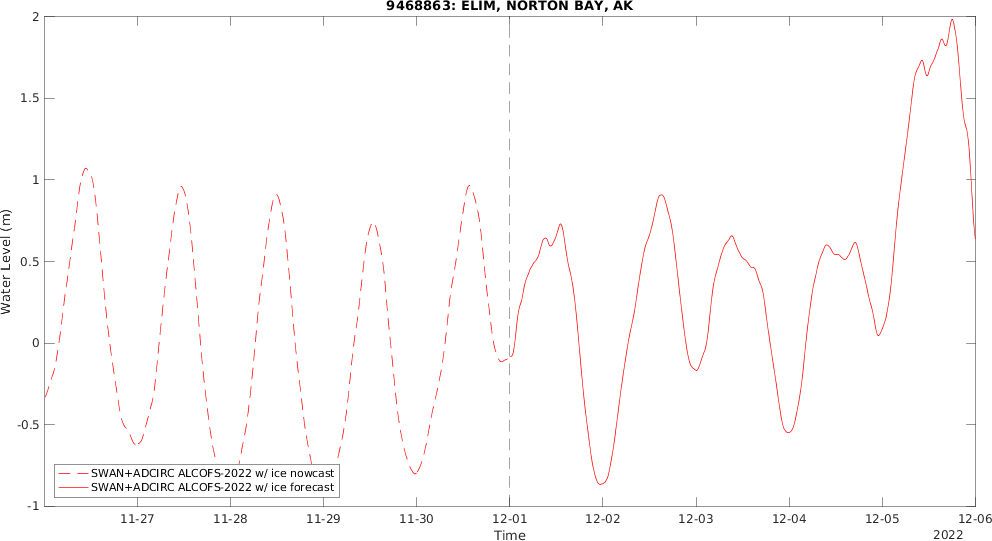 9468863: ELIM, NORTON BAY, AK
Water Level (m)
2
1.5
1
0.5
0
-0.5
-1
SWAN+ADCIRC ALCOFS-2022 w/ ice nowcast
SWAN+ADCIRC ALCOFS-2022 w/ ice forecast
11-27 11-28 11-29 11-30 12-01 12-02 12-03 12-04 12-05 12-06
Time
2022